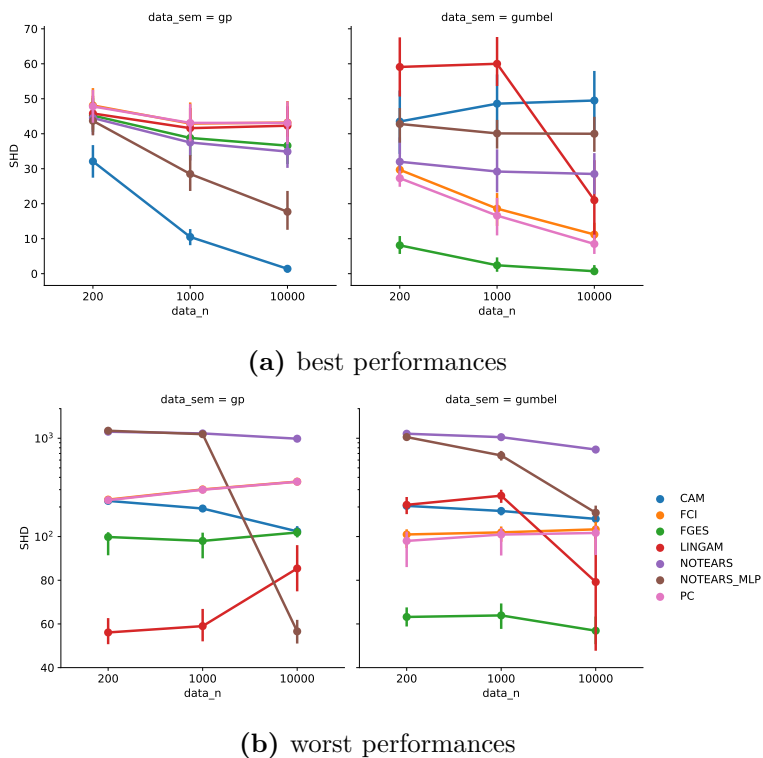 data_sem = gp
data_sem = gumbel
70
60
50
40
30
20
10
0
SHD
200
1000
10000
data_n
200
1000
10000
data_n
(a) best performances
data_sem = gp
data_sem = gumbel
10³
10²
80
60
40
SHD
200
1000
10000
data_n
200
1000
10000
data_n
CAM
FCI
FGES
LINGAM
NOTEARS
NOTEARS_MLP
PC
(b) worst performances